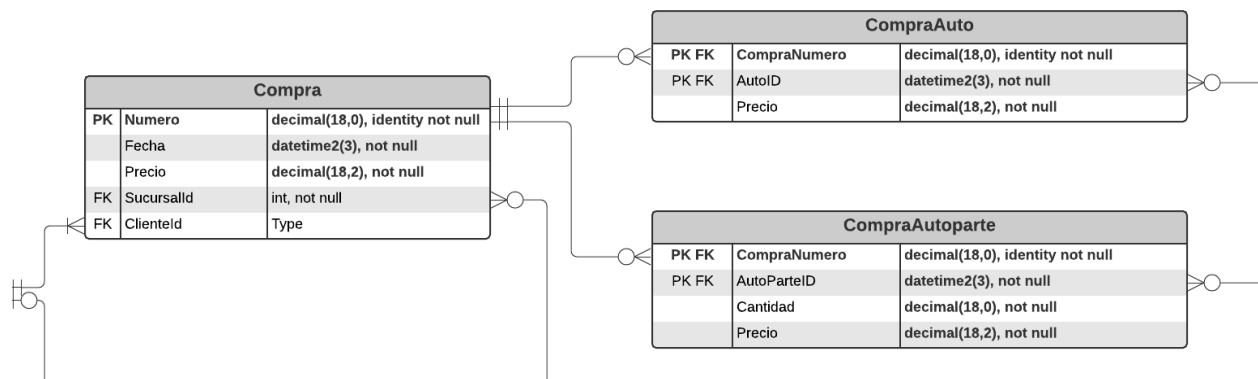 CompraAuto
PK FK CompraNumero decimal(18,0), identity not null
PK FK AutoID datetime2(3), not null
Precio decimal(18,2), not null
Compra
PK Numero decimal(18,0), identity not null
Fecha datetime2(3), not null
Precio decimal(18,2), not null
FK SucursalId int, not null
FK ClienteId Type
CompraAutoparte
PK FK CompraNumero decimal(18,0), identity not null
PK FK AutoParteID datetime2(3), not null
Cantidad decimal(18,0), not null
Precio decimal(18,2), not null